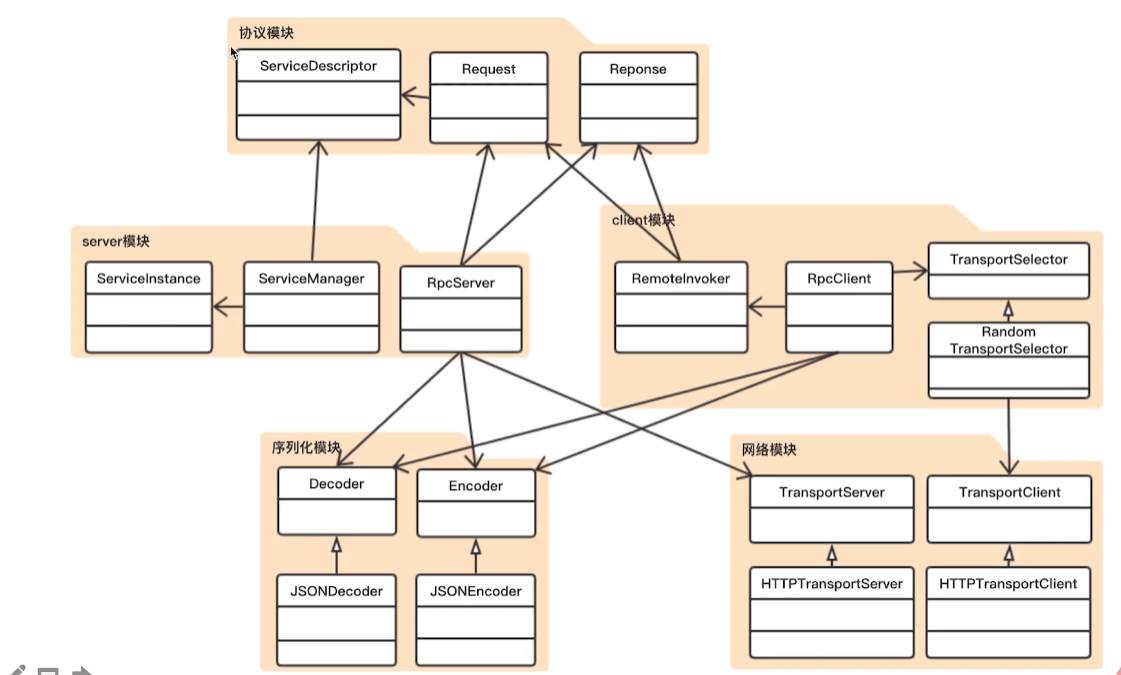 协议模块
ServiceDescriptor
Request
Reponse
server模块
ServiceInstance
ServiceManager
RpcServer
client模块
RemoteInvoker
RpcClient
TransportSelector
Random
TransportSelector
序列化模块
Decoder
Encoder
JSONDecoder
JSONEncoder
网络模块
TransportServer
TransportClient
HTTPTransportServer
HTTPTransportClient